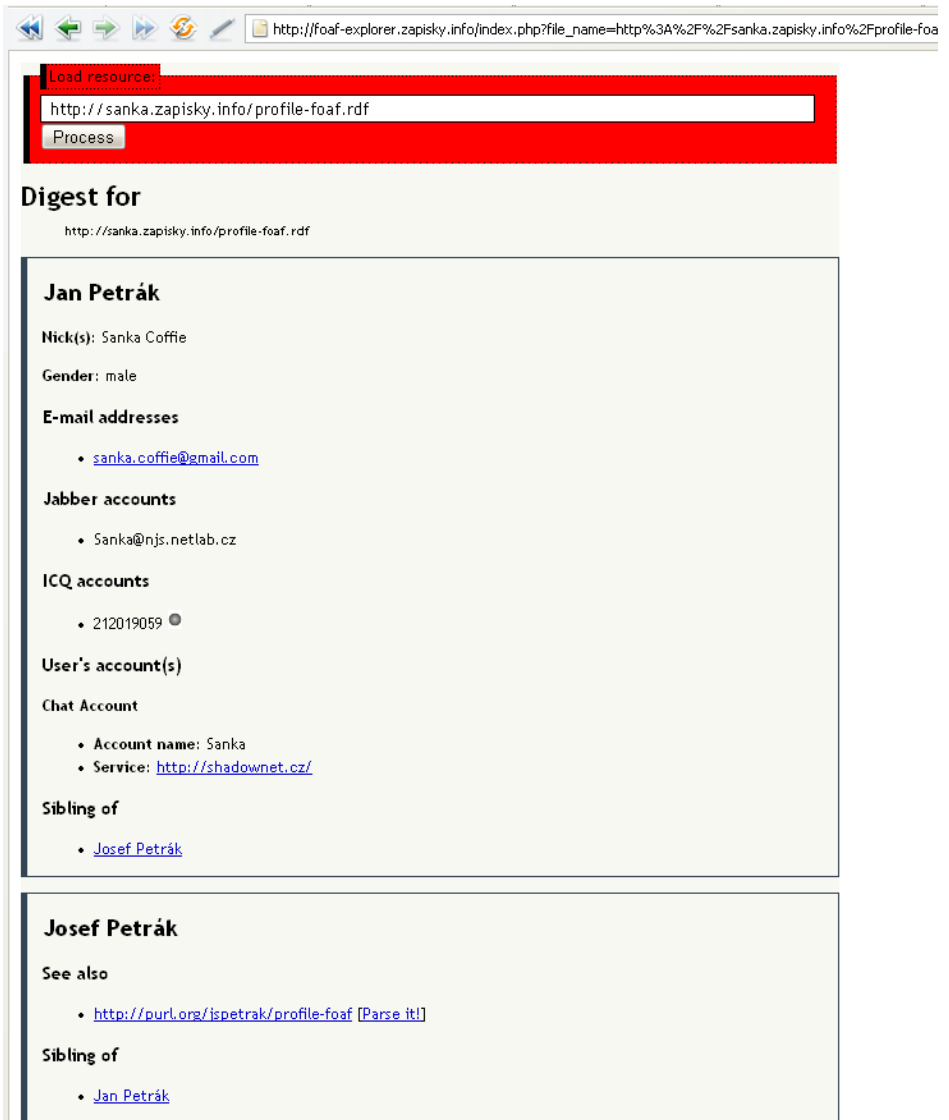 http://foaf-explorer.zapisky.info/index.php?file_name=http%3A%2F%2Fsanka.zapisky.info%2Fprofile-foa
Load resource:
http://sanka.zapisky.info/profile-foaf.rdf
Process
Digest for
http://sanka.zapisky.info/profile-foaf.rdf
Jan Petrák
Nick(s): Sanka Coffie
Gender: male
E-mail addresses
• sanka.coffie@gmail.com
Jabber accounts
• Sanka@njs.netlab.cz
ICQ accounts
• 212019059
User's account(s)
Chat Account
• Account name: Sanka
• Service: http://shadownet.cz/
Sibling of
• Josef Petrák
Josef Petrák
See also
• http://purl.org/jspetrak/profile-foaf [Parse it!]
Sibling of
• Jan Petrák